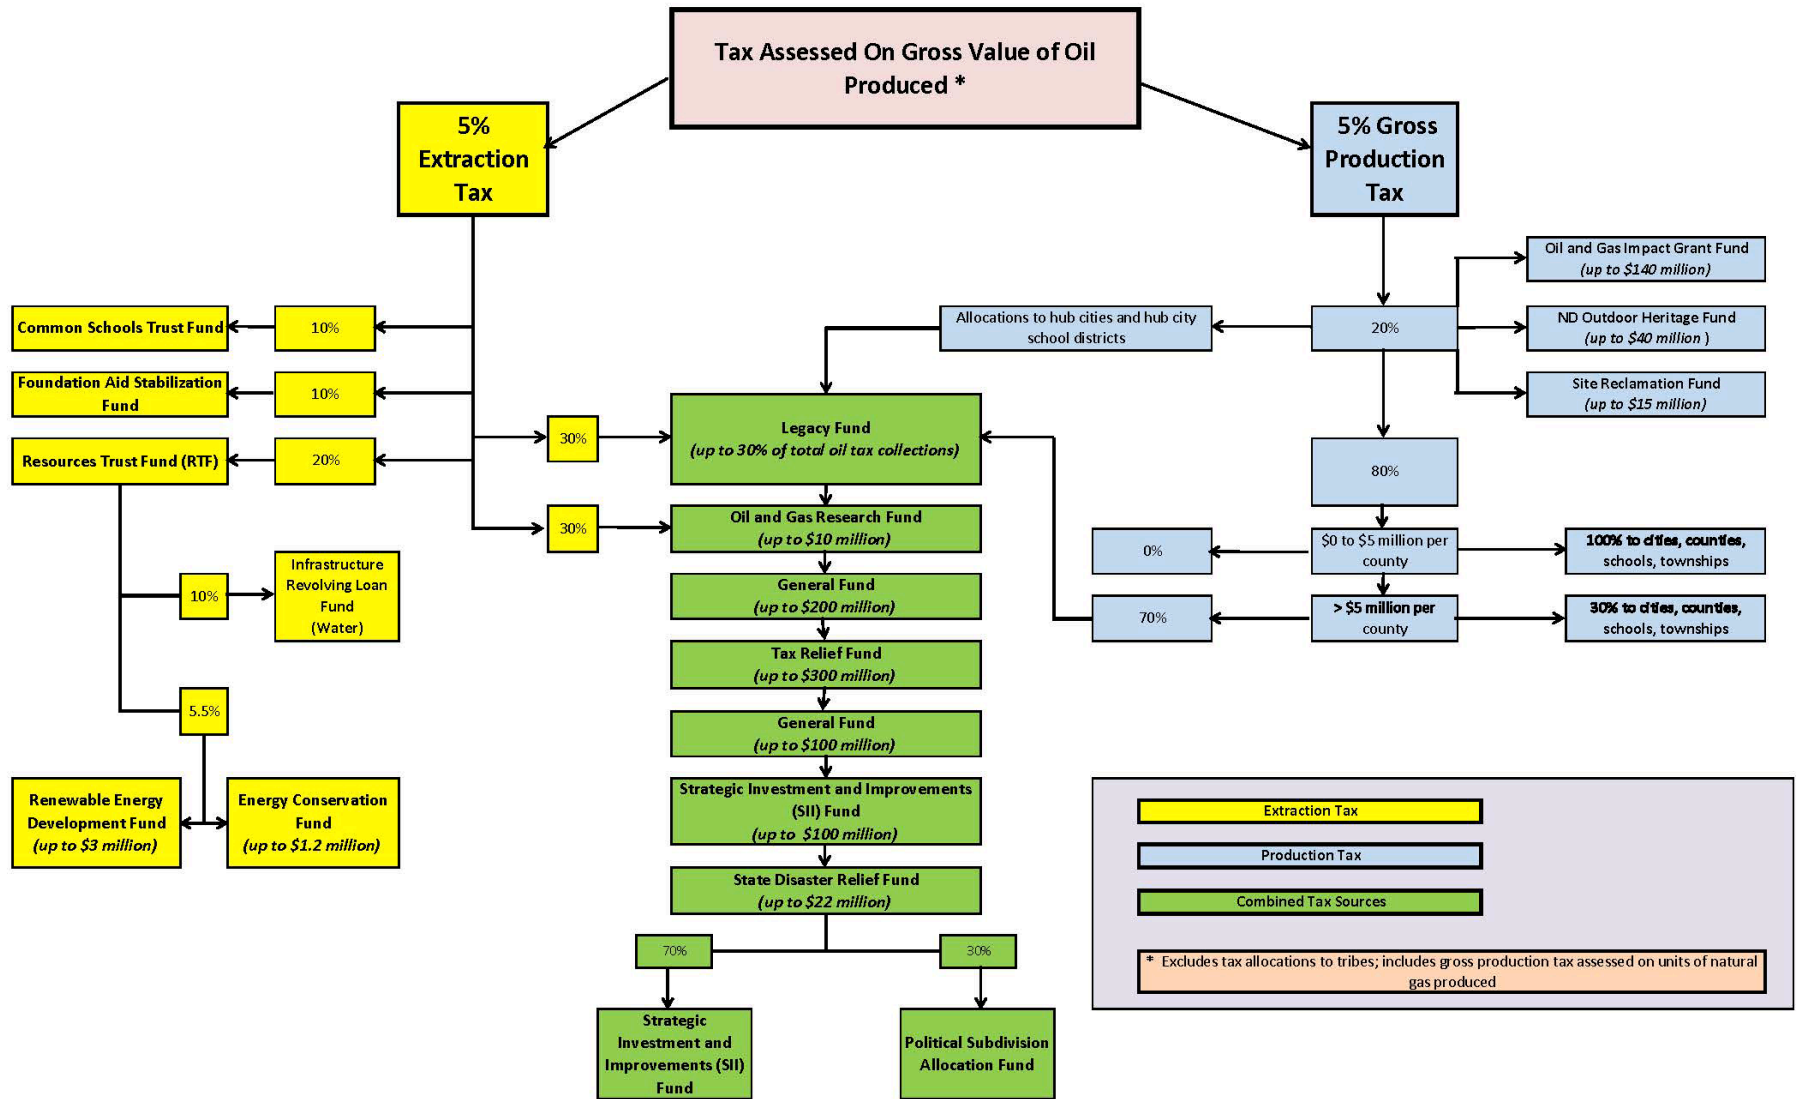 Tax Assessed On Gross Value of Oil
Produced *
5%
Extraction
Tax
5% Gross
Production
Tax
Oil and Gas Impact Grant Fund
(up to $140 million)
Common Schools Trust Fund
10%
Allocations to hub cities and hub city
school districts
20%
ND Outdoor Heritage Fund
(up to $40 million )
Foundation Aid Stabilization
Fund
10%
Site Reclamation Fund
(up to $15 million)
Resources Trust Fund (RTF)
20%
30%
Legacy Fund
(up to 30% of total oil tax collections)
80%
30%
Oil and Gas Research Fund
(up to $10 million)
0%
$0 to $5 million per
county
100% to cities, counties,
schools, townships
10%
Infrastructure
Revolving Loan
Fund
(Water)
General Fund
(up to $200 million)
70%
> $5 million per
county
30% to cities, counties,
schools, townships
Tax Relief Fund
(up to $300 million)
5.5%
General Fund
(up to $100 million)
Renewable Energy
Development Fund
(up to $3 million)
Energy Conservation
Fund
(up to $1.2 million)
Strategic Investment and Improvements
(SII) Fund
(up to  $100 million)
State Disaster Relief Fund
(up to $22 million)
70%
30%
Strategic
Investment and
Improvements (SII)
Fund
Political Subdivision
Allocation Fund
Extraction Tax
Production Tax
Combined Tax Sources
* Excludes tax allocations to tribes; includes gross production tax assessed on units of natural
gas produced